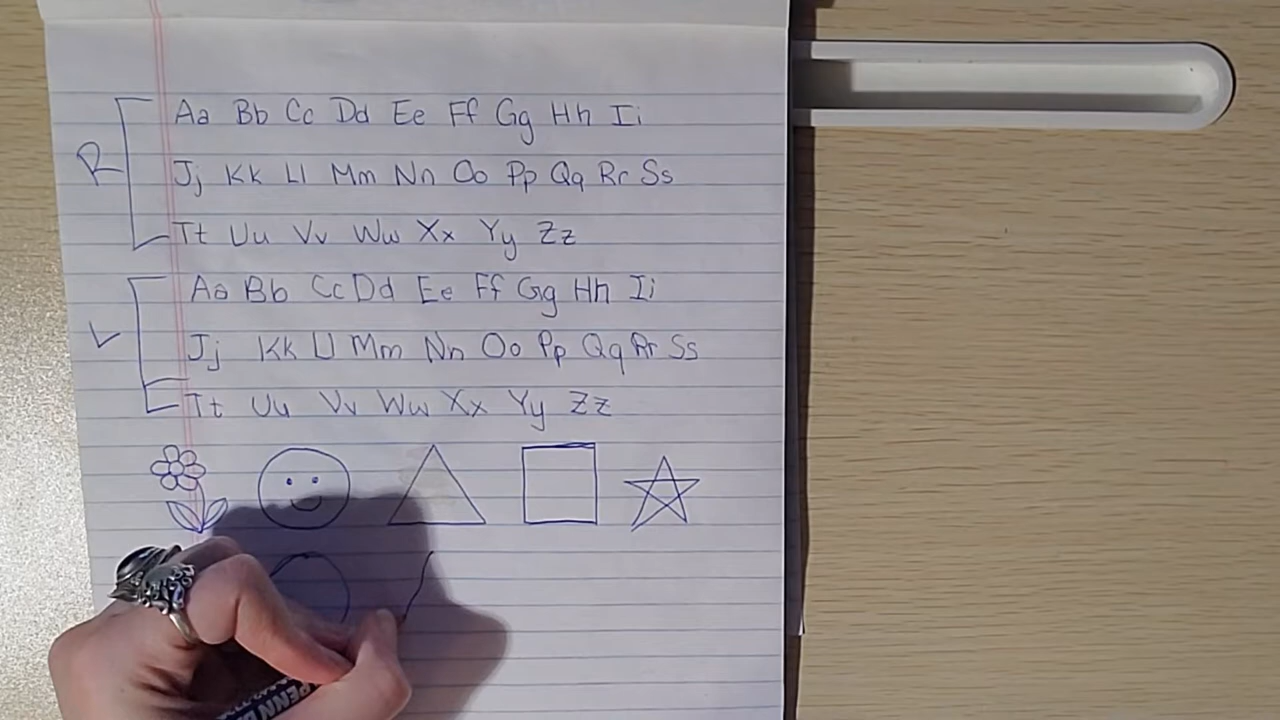 R
Aa Bb Cc Dd Ee Ff Gg Hh Ii
Jj Kk Ll Mm Nn Oo Pp Qq Rr Ss
Tt Uu Vv Ww Xx Yy Zz
L
Aa Bb Cc Dd Ee Ff Gg Hh Ii
Jj Kk Ll Mm Nn Oo Pp Qq Rr Ss
Tt Uu Vv Ww Xx Yy Zz
PENN